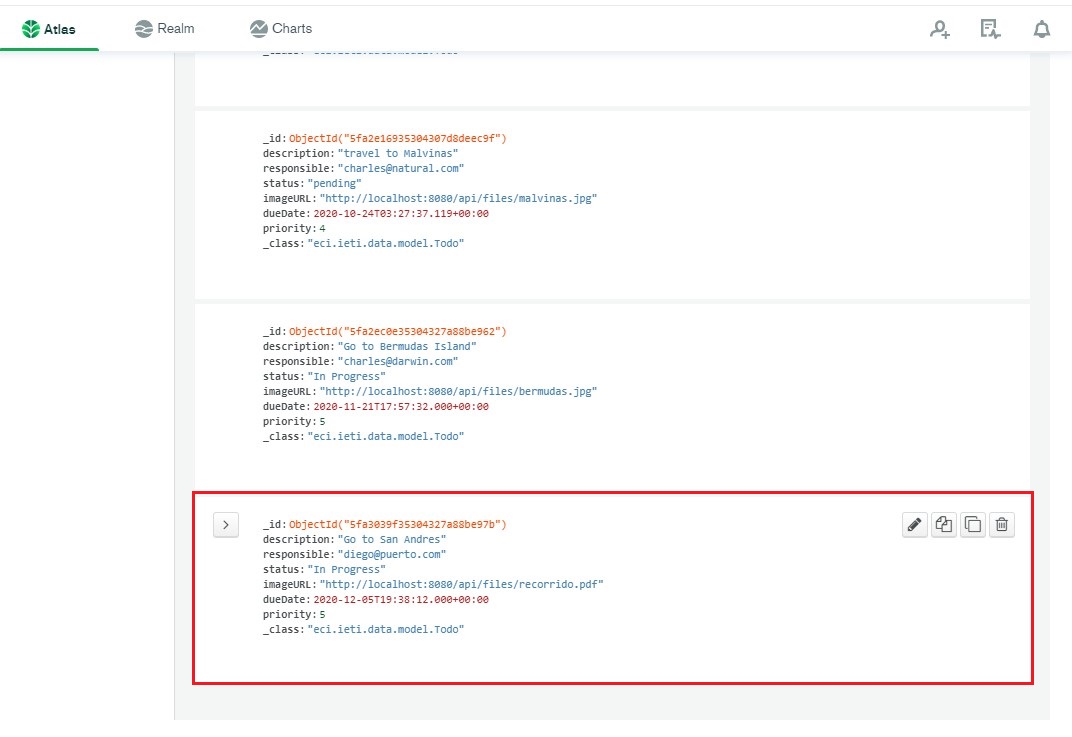 Atlas
Realm
Charts
_id: ObjectId("5fa2e16935304307d8deec9f")
description: "travel to Malvinas"
responsible: "charles@natural.com"
status: "pending"
imageURL: "http://localhost:8080/api/files/malvinas.jpg"
dueDate: 2020-10-24T03:27:37.119+00:00
priority: 4
_class: "eci.ieti.data.model.Todo"
_id: ObjectId("5fa2ec0e35304327a88be962")
description: "Go to Bermudas Island"
responsible: "charles@darwin.com"
status: "In Progress"
imageURL: "http://localhost:8080/api/files/bermudas.jpg"
dueDate: 2020-11-21T17:57:32.000+00:00
priority: 5
_class: "eci.ieti.data.model.Todo"
_id: ObjectId("5fa3039f35304327a88be97b")
description: "Go to San Andres"
responsible: "diego@puerto.com"
status: "In Progress"
imageURL: "http://localhost:8080/api/files/recorrido.pdf"
dueDate: 2020-12-05T19:38:12.000+00:00
priority: 5
_class: "eci.ieti.data.model.Todo"